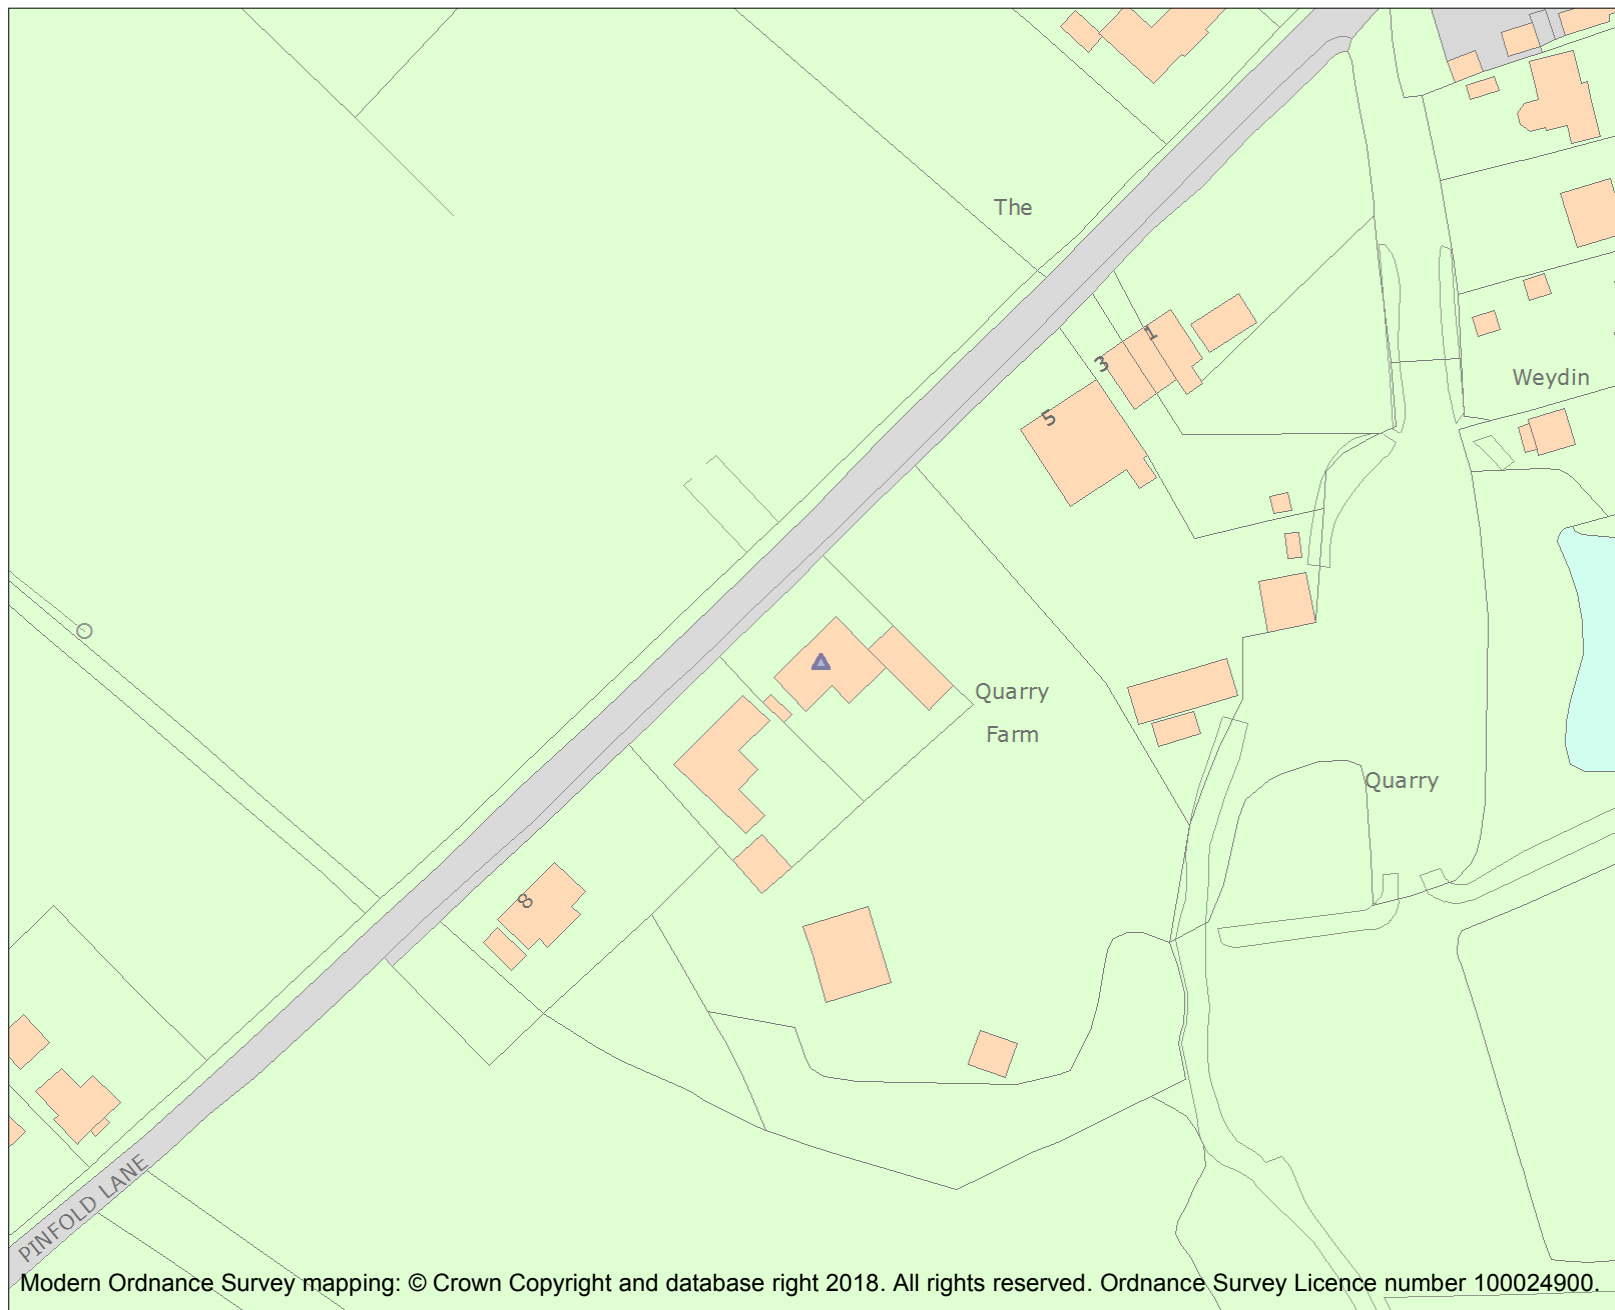 The
1
3
5
Weydin
Quarry
Farm
Quarry
8
PINFOLD LANE
Modern Ordnance Survey mapping: © Crown Copyright and database right 2018. All rights reserved. Ordnance Survey Licence number 100024900.